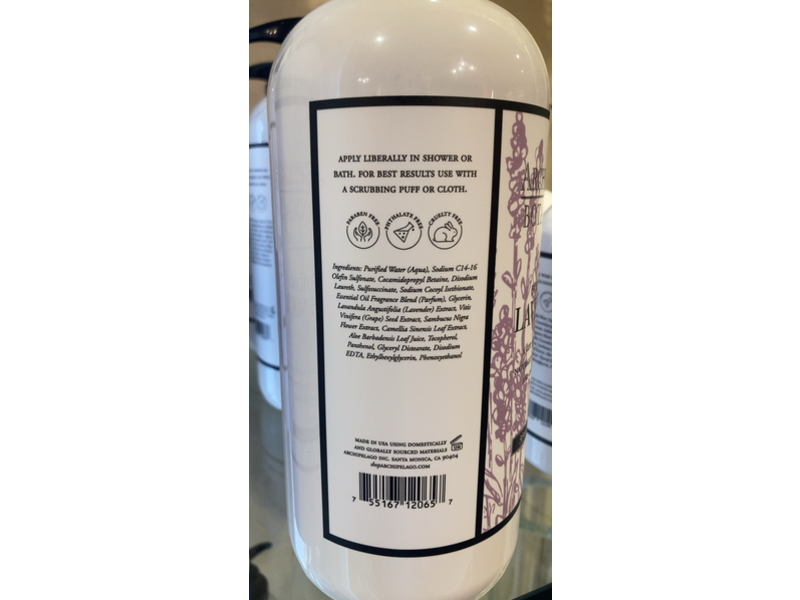 APPLY LIBERALLY IN SHOWER OR
BATH. FOR BEST RESULTS USE WITH
A SCRUBBING PUFF OR CLOTH.
PARABEN FREE
PHTHALATE FREE
CRUELTY FREE
Ingredients: Purified Water (Aqua), Sodium C14-16
Olefin Sulfonate, Cocamidopropyl Betaine, Disodium
Laureth, Sulfosuccinate, Sodium Cocoyl Isethionate,
Essential Oil Fragrance Blend (Parfum), Glycerin,
Lavandula Angustifolia (Lavender) Extract, Vitis
Vinifera (Grape) Seed Extract, Sambucus Nigra
Flower Extract, Camellia Sinensis Leaf Extract,
Aloe Barbadensis Leaf Juice, Tocopherol,
Panthenol, Glyceryl Distearate, Disodium
EDTA, Ethylhexylglycerin, Phenoxyethanol
MADE IN USA USING DOMESTICALLY
AND GLOBALLY SOURCED MATERIALS
ARCHIPELAGO INC. SANTA MONICA, CA 90404
shopARCHIPELAGO.COM
7 55167 12065 7
ARC
BO
LAV